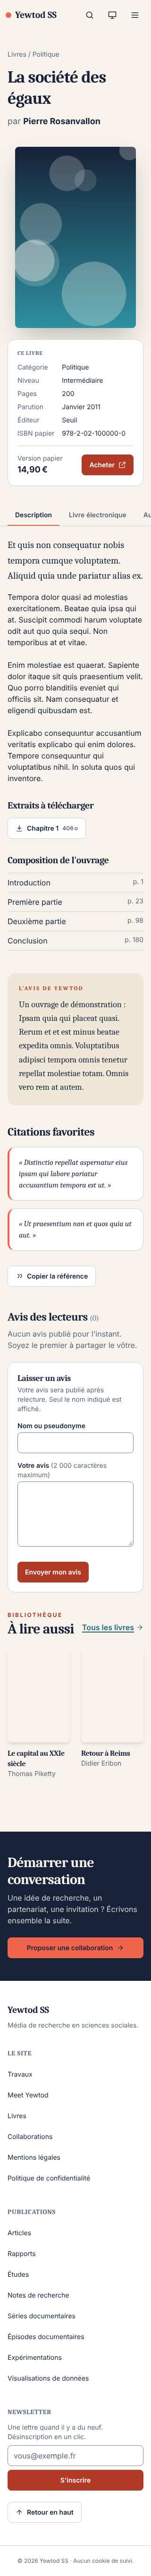 Yewtod SS
Livres / Politique
La société des
égaux
par Pierre Rosanvallon
CE LIVRE
Catégorie Politique
Niveau Intermédiaire
Pages 200
Parution Janvier 2011
Éditeur Seuil
ISBN papier 978-2-02-100000-0
Version papier
14,90 €
Acheter
Description Livre électronique Au
Et quis non consequatur nobis
tempora cumque voluptatem.
Aliquid quia unde pariatur alias ex.
Tempora dolor quasi ad molestias
exercitationem. Beatae quia ipsa qui
at. Suscipit commodi harum voluptate
odit aut quo quia sequi. Non
temporibus at et vitae.
Enim molestiae est quaerat. Sapiente
dolor itaque sit quis praesentium velit.
Quo porro blanditiis eveniet qui
officiis sit. Nam consequatur et
eligendi quibusdam est.
Explicabo consequuntur accusantium
veritatis explicabo qui enim dolores.
Tempore consequuntur qui
voluptatibus nihil. In soluta quos qui
inventore.
Extraits à télécharger
Chapitre 1 406 o
Composition de l'ouvrage
Introduction p. 1
Première partie p. 23
Deuxième partie p. 98
Conclusion p. 180
L'AVIS DE YEWTOD
Un ouvrage de démonstration :
Ipsam quia qui placeat quasi.
Rerum et et est minus beatae
expedita omnis. Voluptatibus
adipisci tempora omnis tenetur
repellat molestiae totam. Omnis
vero rem at autem.
Citations favorites
« Distinctio repellat aspernatur eius
ipsam qui labore pariatur
accusantium tempora est ut. »
« Ut praesentium non et quos quia ut
aut. »
Copier la référence
Avis des lecteurs (0)
Aucun avis publié pour l'instant.
Soyez le premier à partager le vôtre.
Laisser un avis
Votre avis sera publié après
relecture. Seul le nom indiqué est
affiché.
Nom ou pseudonyme
Votre avis (2 000 caractères
maximum)
Envoyer mon avis
BIBLIOTHÈQUE
À lire aussi
Tous les livres
Le capital au XXIe
siècle
Thomas Piketty
Retour à Reims
Didier Eribon
Démarrer une
conversation
Une idée de recherche, un
partenariat, une invitation ? Écrivons
ensemble la suite.
Proposer une collaboration
Yewtod SS
Média de recherche en sciences sociales.
LE SITE
Travaux
Meet Yewtod
Livres
Collaborations
Mentions légales
Politique de confidentialité
PUBLICATIONS
Articles
Rapports
Études
Notes de recherche
Séries documentaires
Épisodes documentaires
Expérimentations
Visualisations de données
NEWSLETTER
Une lettre quand il y a du neuf.
Désinscription en un clic.
vous@exemple.fr
S'inscrire
Retour en haut
© 2026 Yewtod SS · Aucun cookie de suivi.